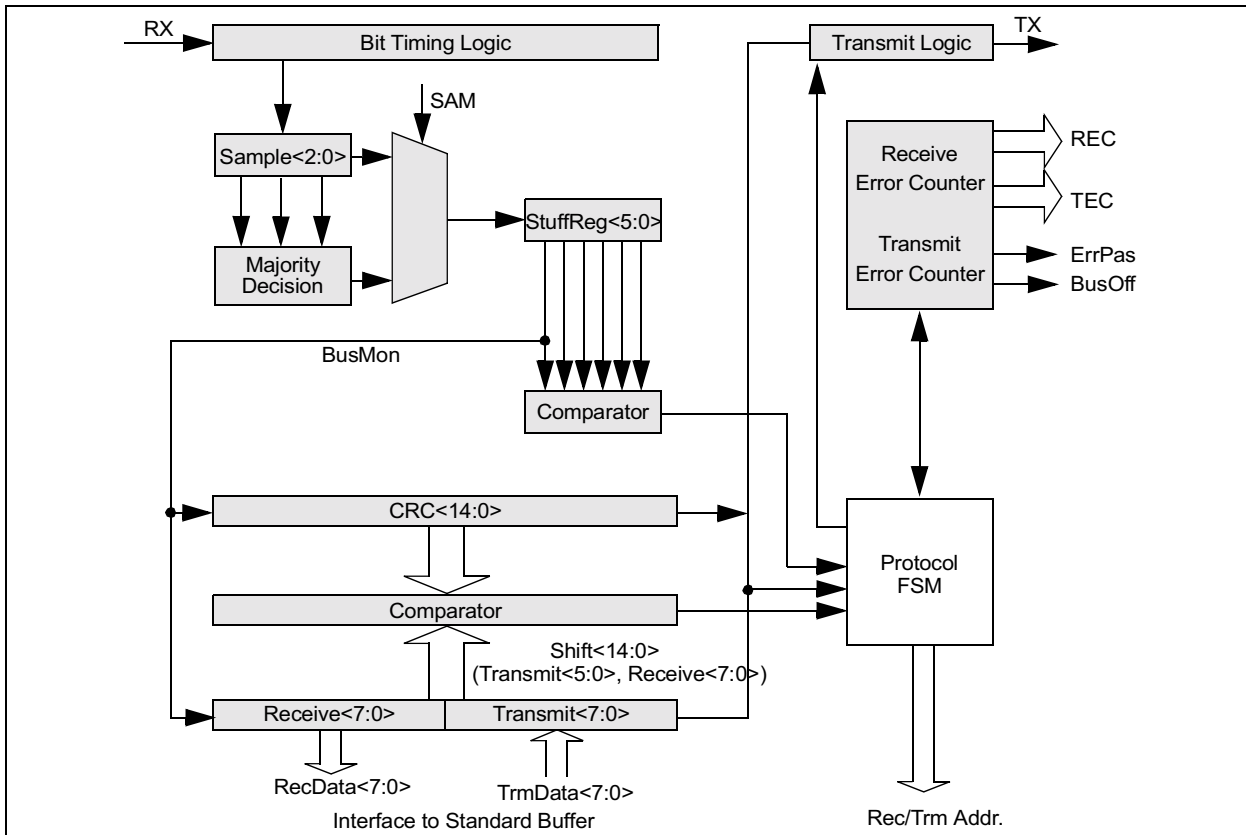 RX
Bit Timing Logic
Transmit Logic
TX
SAM
Sample<2:0>
Majority
Decision
StuffReg<5:0>
Receive
Error Counter
Transmit
Error Counter
REC
TEC
ErrPas
BusOff
BusMon
Comparator
CRC<14:0>
Comparator
Protocol
FSM
Shift<14:0>
(Transmit<5:0>, Receive<7:0>)
Receive<7:0>
Transmit<7:0>
RecData<7:0>
TrmData<7:0>
Interface to Standard Buffer
Rec/Trm Addr.